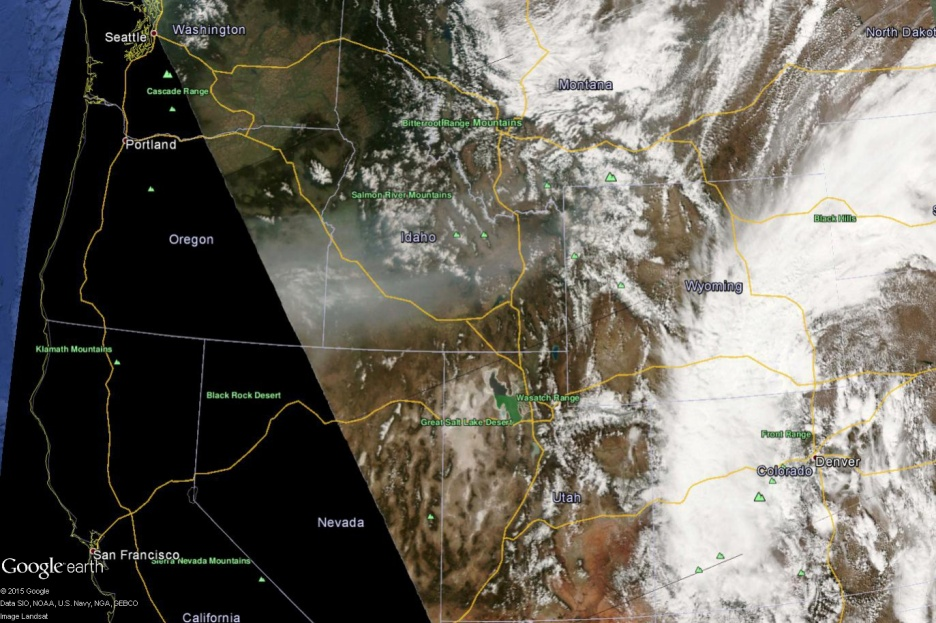 Washington
North Dakot
Seattle
Montana
Cascade Range
Bitterroot Range Mountains
Portland
Salmon River Mountains
Black Hills
Oregon
Idaho
Wyoming
Klamath Mountains
Black Rock Desert
Wasatch Range
Great Salt Lake Desert
Front Range
Denver
Colorado
Utah
Nevada
San Francisco
Sierra Nevada Mountains
Google earth
© 2015 Google
Data SIO, NOAA, U.S. Navy, NGA, GEBCO
Image Landsat
California